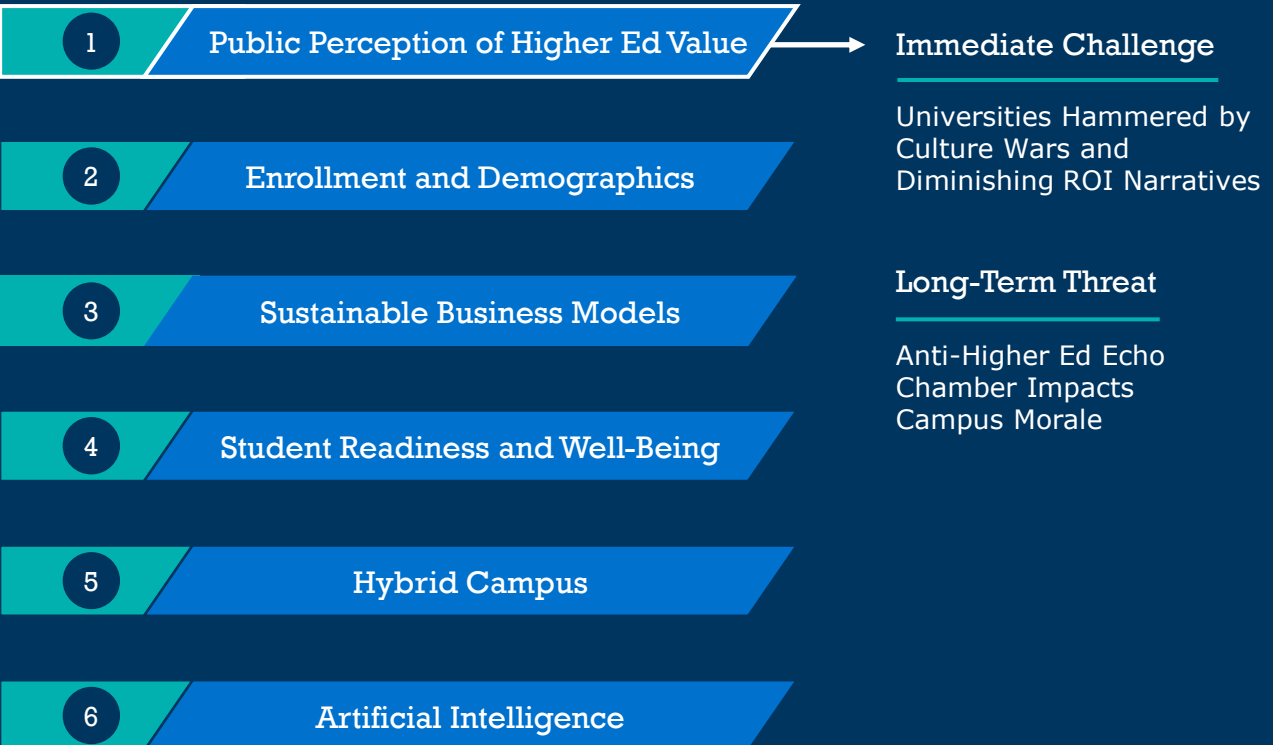 1
Public Perception of Higher Ed Value
Immediate Challenge
Universities Hammered by
Culture Wars and
Diminishing ROI Narratives
2
Enrollment and Demographics
3
Sustainable Business Models
Long-Term Threat
Anti-Higher Ed Echo
Chamber Impacts
Campus Morale
4
Student Readiness and Well-Being
5
Hybrid Campus
6
Artificial Intelligence